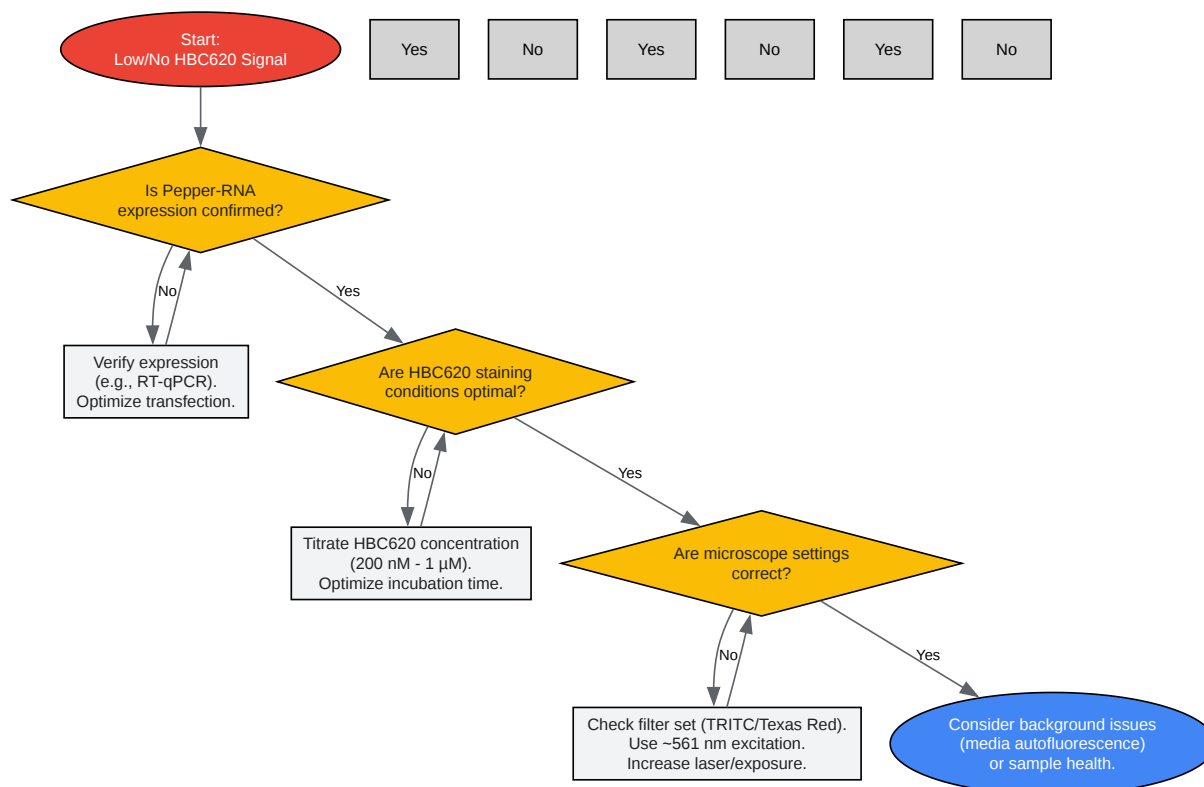 Start:
Low/No HBC620 Signal
Yes
No
Yes
No
Yes
No
Is Pepper-RNA
expression confirmed?
No
Yes
Verify expression
(e.g., RT-qPCR).
Optimize transfection.
Are HBC620 staining
conditions optimal?
No
Yes
Titrate HBC620 concentration
(200 nM - 1 µM).
Optimize incubation time.
Are microscope settings
correct?
No
Yes
Check filter set (TRITC/Texas Red).
Use ~561 nm excitation.
Increase laser/exposure.
Consider background issues
(media autofluorescence)
or sample health.